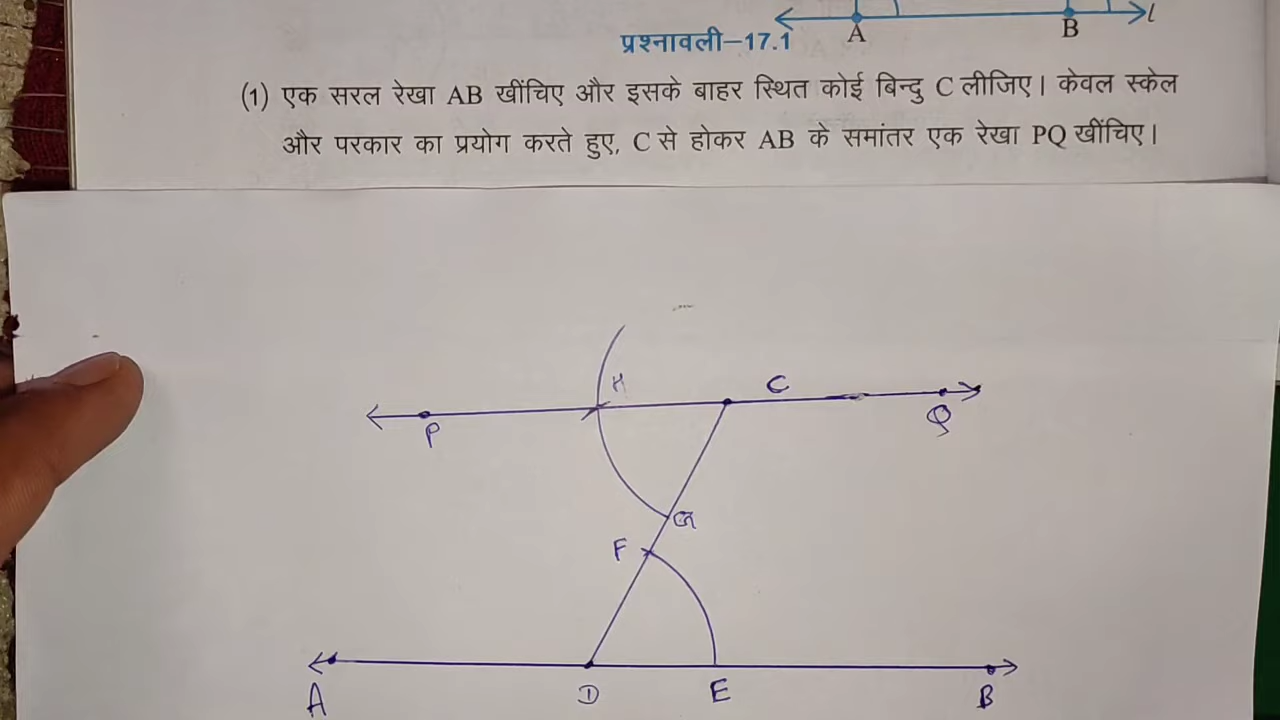 l
A B
प्रश्नावली–17.1
(1) एक सरल रेखा AB खींचिए और इसके बाहर स्थित कोई बिन्दु C लीजिए। केवल स्केल
और परकार का प्रयोग करते हुए, C से होकर AB के समांतर एक रेखा PQ खींचिए।
H C
P Q
G
F
A D E B